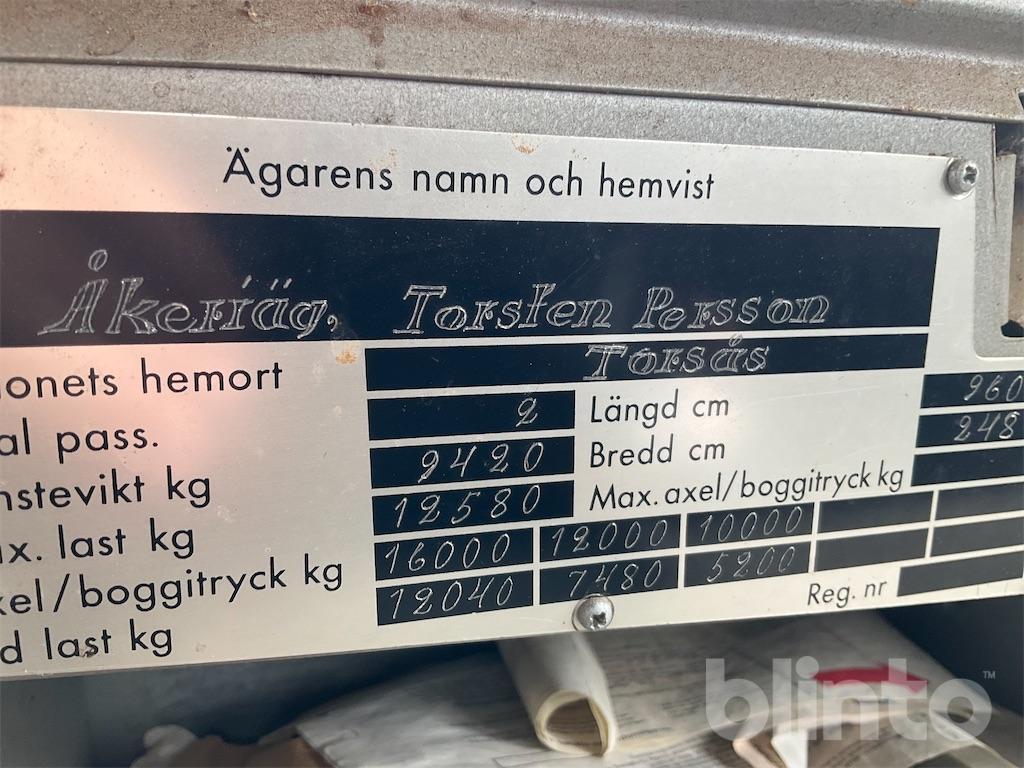 Ägarens namn och hemvist
Åkeriäg. Torsten Persson
onets hemort Torsås
al pass. 2 Längd cm 960
nstevikt kg 9420 Bredd cm 248
x. last kg 12580 Max. axel/boggitryck kg
xel/boggitryck kg 16000 12000 10000
d last kg 12040 7480 5200 Reg. nr
blinto™